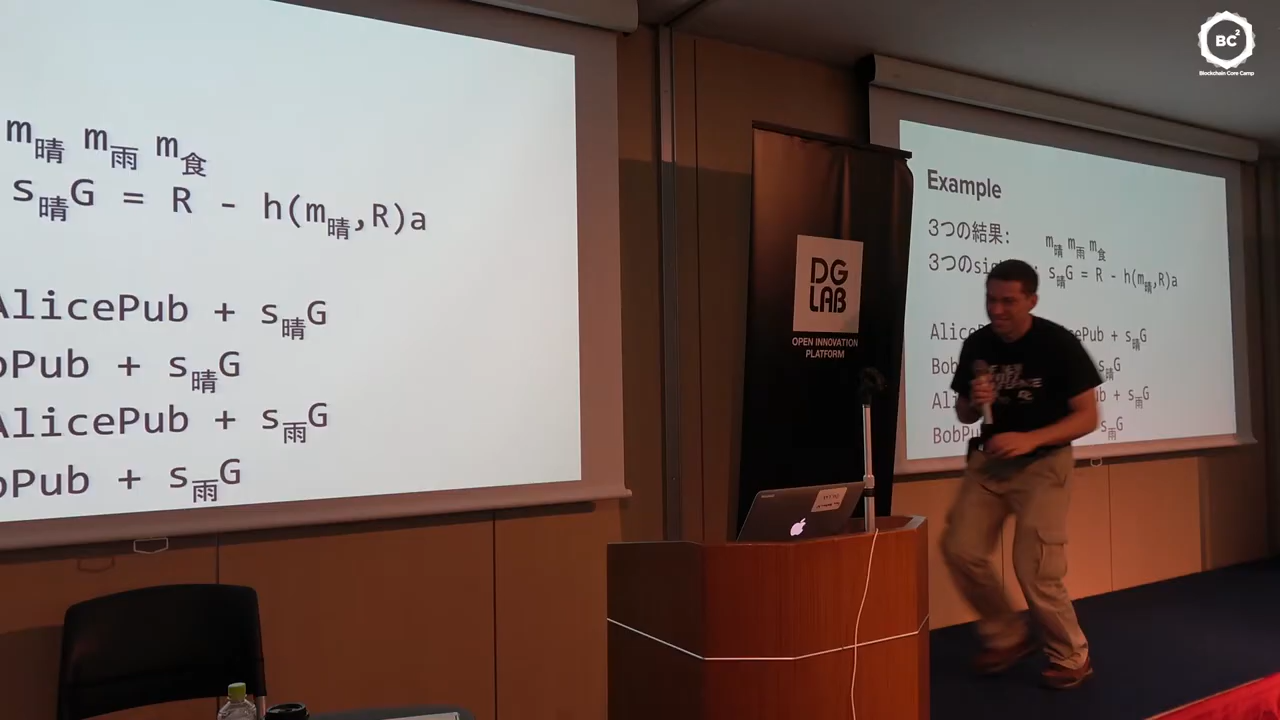 m晴 m雨 m食
s晴G = R - h(m晴,R)a
AlicePub + s晴G
bPub + s晴G
AlicePub + s雨G
bPub + s雨G
BC²
Blockchain Core Camp
DG
LAB
OPEN INNOVATION
PLATFORM
Example
3つの結果: m晴 m雨 m食
3つのsig : s晴G = R - h(m晴,R)a
Alice cePub + s晴G
Bob s晴G
Ali ub + s雨G
BobPu s雨G